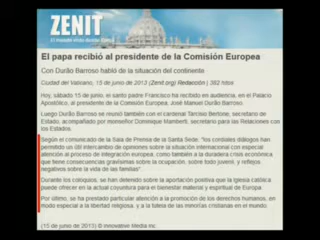 ZENIT
El mundo visto desde Roma
El papa recibió al presidente de la Comisión Europea
Con Durão Barroso habló de la situación del continente
Ciudad del Vaticano, 15 de junio de 2013 (Zenit.org) Redacción | 382 hitos
Hoy, sábado 15 de junio, el santo padre Francisco ha recibido en audiencia, en el Palacio
Apostólico, al presidente de la Comisión Europea, José Manuel Durão Barroso.
Luego Durão Barroso se reunió también con el cardenal Tarcisio Bertone, secretario de
Estado, acompañado por monseñor Dominique Mamberti, secretario para las Relaciones con
los Estados.
Según el comunicado de la Sala de Prensa de la Santa Sede, "los cordiales diálogos han
permitido un útil intercambio de opiniones sobre la situación internacional con especial
atención al proceso de integración europea, como también a la duradera crisis económica
que tiene consecuencias gravísimas sobre la ocupación, sobre todo juvenil, y reflejos
negativos sobre la vida de las familias".
Durante los coloquios, se han detenido sobre la aportación positiva que la Iglesia católica
puede ofrecer en la actual coyuntura para el bienestar material y espiritual de Europa.
Por último, se ha prestado particular atención a la promoción de los derechos humanos, en
modo especial a la libertad religiosa, y a la tutela de las minorías cristianas en el mundo.
(15 de junio de 2013) © Innovative Media Inc.